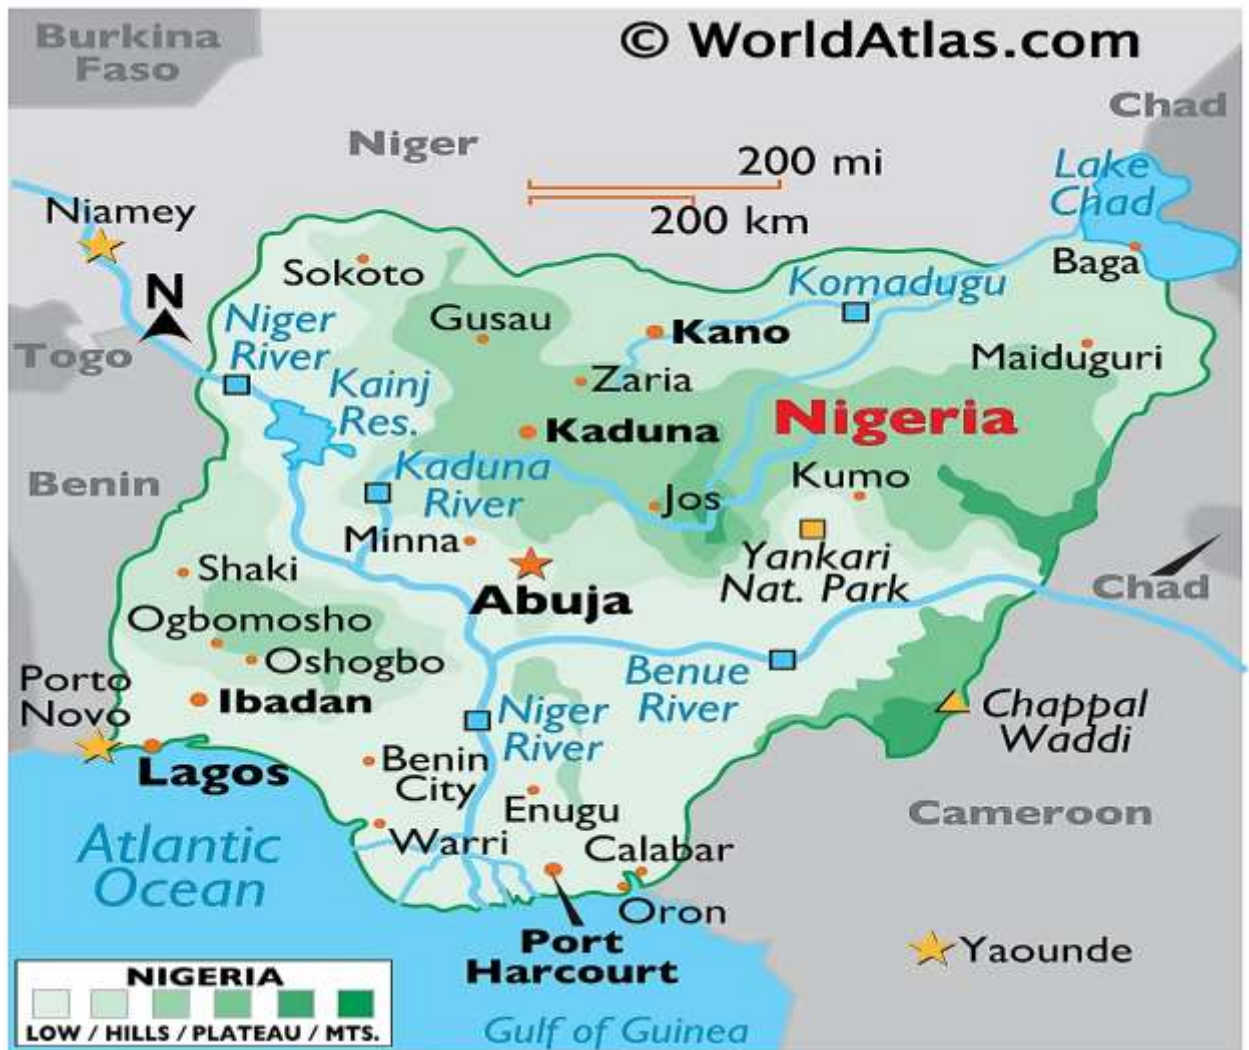 Burkina
Faso
© WorldAtlas.com
Chad
Niger
200 mi
Lake
Chad
Niamey
200 km
Baga
Sokoto
N
Niger
River
Komadugu
Gusau
Kano
Togo
Maiduguri
Kainj
Res.
Zaria
Nigeria
Kaduna
Benin
Kaduna
River
Kumo
Jos
Minna
Yankari
Nat. Park
Shaki
Abuja
Chad
Ogbomosho
Oshogbo
Porto
Novo
Ibadan
Benue
River
Niger
River
Chappal
Waddi
Lagos
Benin
City
Enugu
Cameroon
Atlantic
Ocean
Warri
Calabar
Oron
Port
Harcourt
Yaounde
NIGERIA
LOW / HILLS / PLATEAU / MTS.
Gulf of Guinea